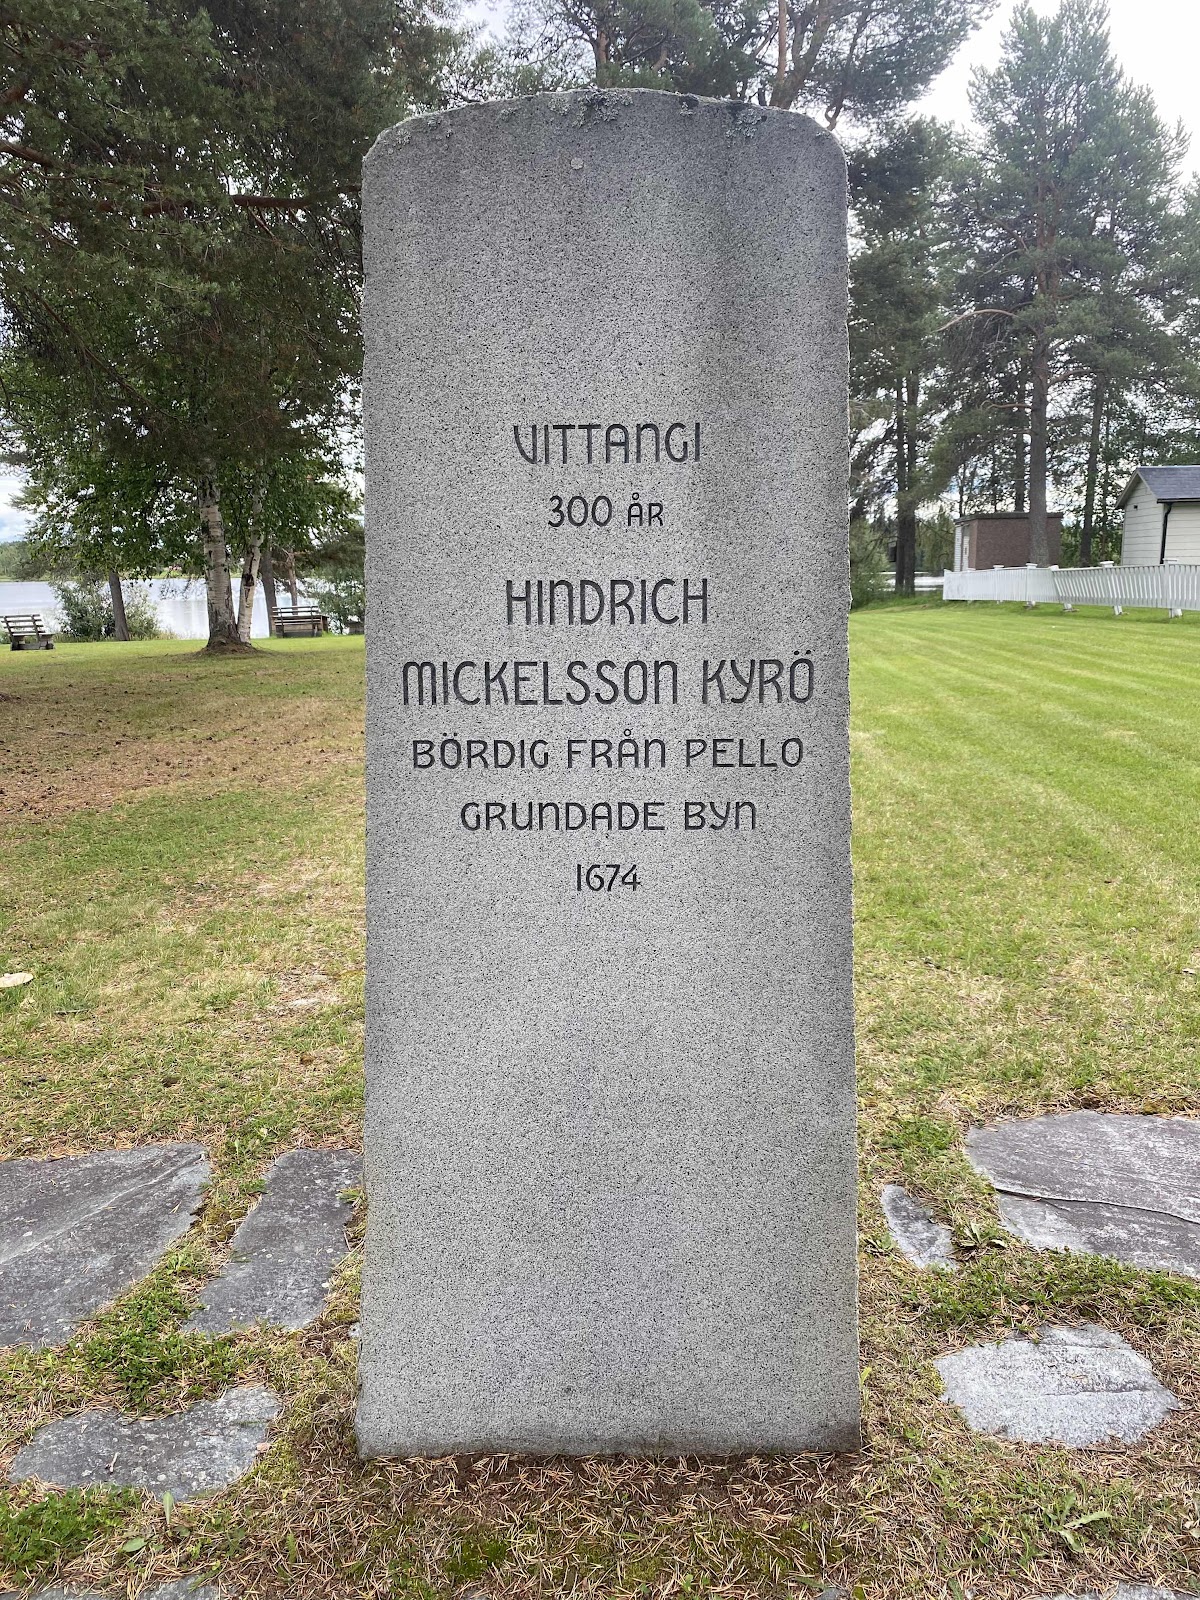 VITTANGI
300 ÅR
HINDRICH
MICKELSSON KYRÖ
BÖRDIG FRÅN PELLO
GRUNDADE BYN
1674